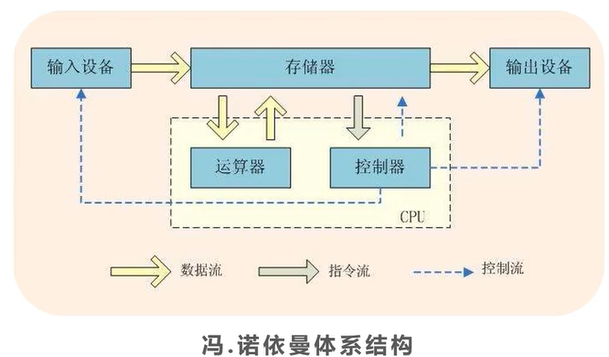 输入设备
存储器
输出设备
运算器
控制器
CPU
数据流
指令流
控制流
冯.诺依曼体系结构